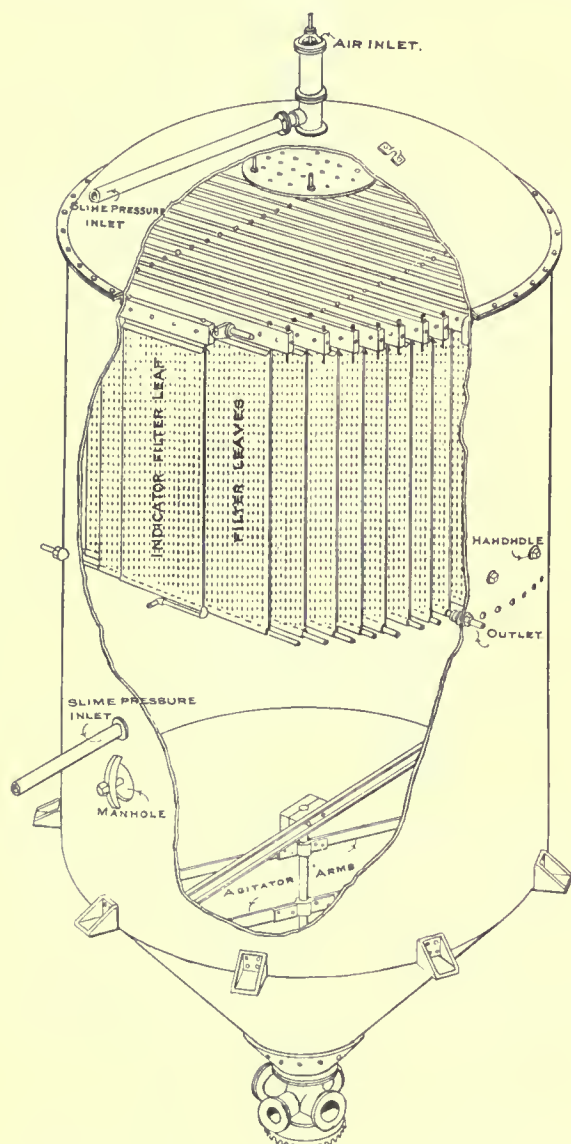 AIR INLET.
SLIME PRESSURE
INLET
INDICATOR FILTER LEAF
FILTER LEAVES
HANDHOLE
OUTLET
SLIME PRESSURE
INLET
MANHOLE
AGITATOR ARMS